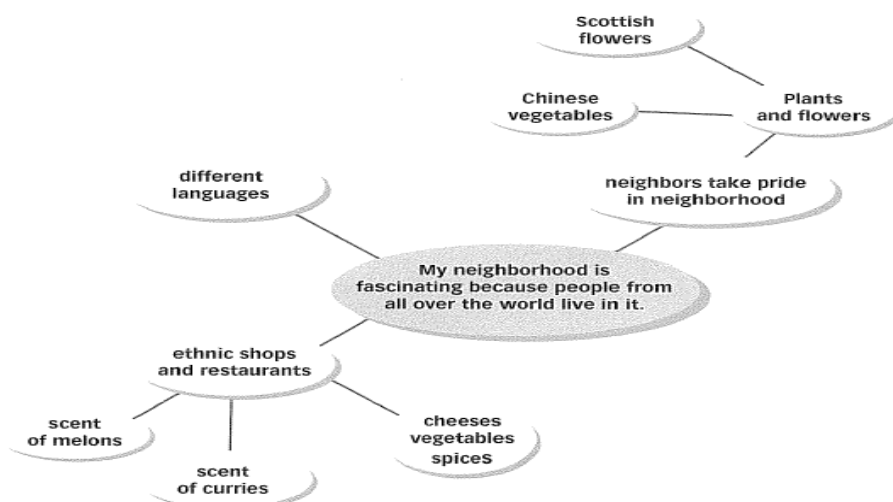 Scottish
flowers
Chinese
vegetables
Plants
and flowers
different
languages
neighbors take pride
in neighborhood
My neighborhood is
fascinating because people from
all over the world live in it.
ethnic shops
and restaurants
scent
of melons
scent
of curries
cheeses
vegetables
spices